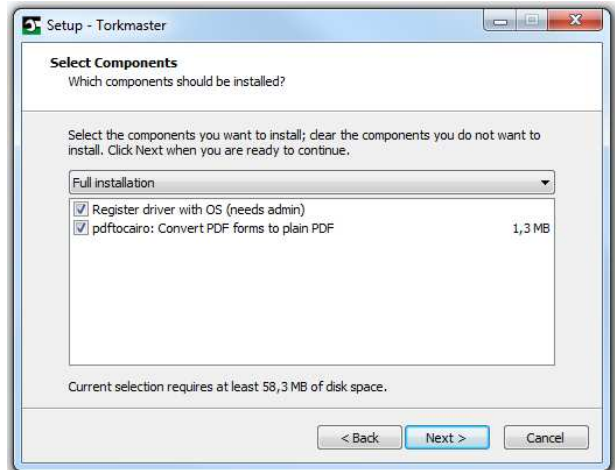 Setup - Torkmaster
Select Components
Which components should be installed?
Select the components you want to install; clear the components you do not want to
install. Click Next when you are ready to continue.
Full installation
Register driver with OS (needs admin)
pdftocairo: Convert PDF forms to plain PDF 1,3 MB
Current selection requires at least 58,3 MB of disk space.
< Back Next > Cancel